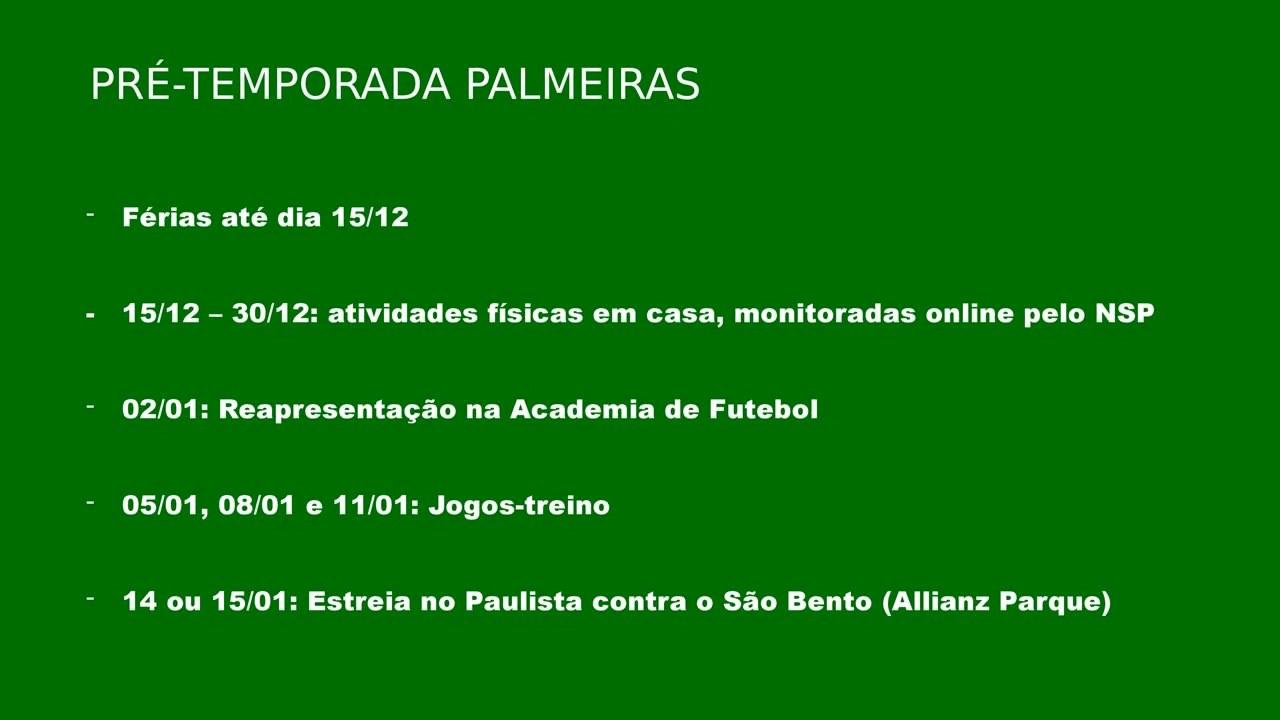 PRÉ-TEMPORADA PALMEIRAS
- Férias até dia 15/12
- 15/12 – 30/12: atividades físicas em casa, monitoradas online pelo NSP
- 02/01: Reapresentação na Academia de Futebol
- 05/01, 08/01 e 11/01: Jogos-treino
- 14 ou 15/01: Estreia no Paulista contra o São Bento (Allianz Parque)